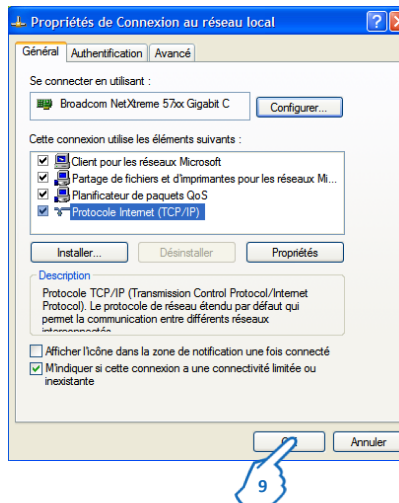 Propriétés de Connexion au réseau local
Général Authentification Avancé
Se connecter en utilisant :
Broadcom NetXtreme 57xx Gigabit C
Configurer...
Cette connexion utilise les éléments suivants :
Client pour les réseaux Microsoft
Partage de fichiers et d'imprimantes pour les réseaux Mi...
Planificateur de paquets QoS
Protocole Internet (TCP/IP)
Installer... Désinstaller Propriétés
Description
Protocole TCP/IP (Transmission Control Protocol/Internet
Protocol). Le protocole de réseau étendu par défaut qui
permet la communication entre différents réseaux
interconnectés
Afficher l'icône dans la zone de notification une fois connecté
M'indiquer si cette connexion a une connectivité limitée ou
inexistante
Annuler
9